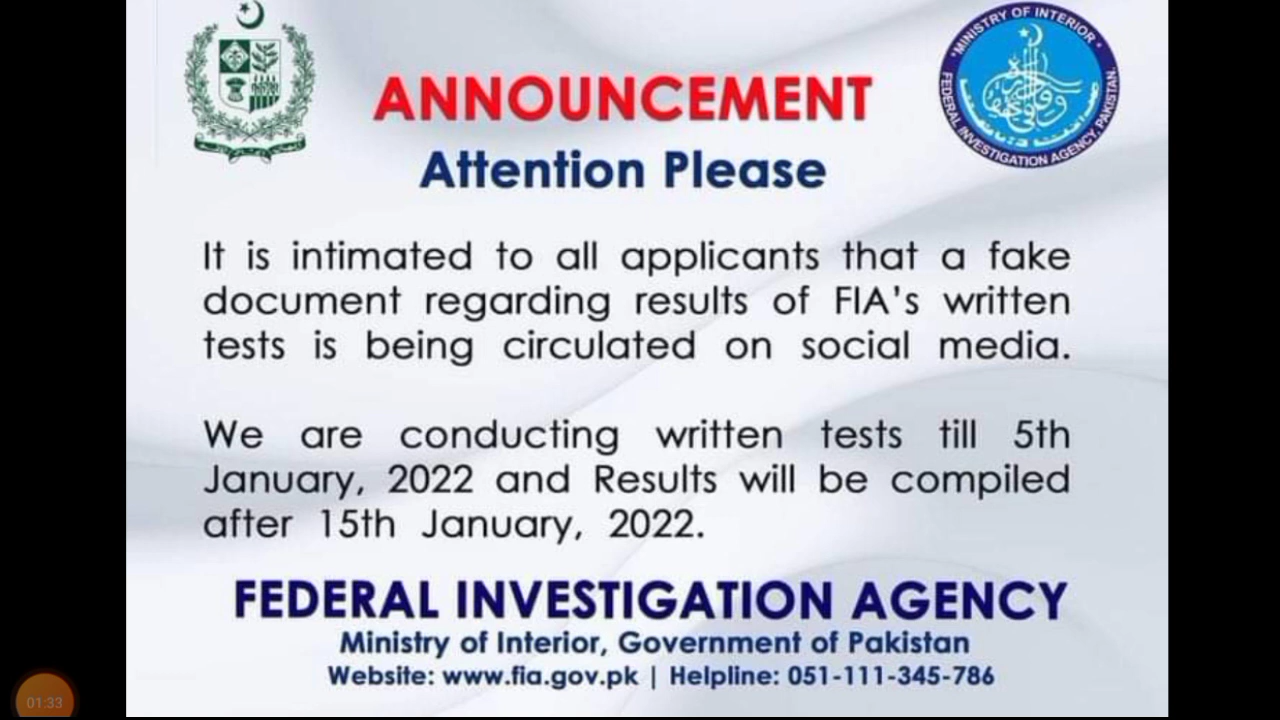 MINISTRY OF INTERIOR
FEDERAL INVESTIGATION AGENCY, PAKISTAN.
ANNOUNCEMENT
Attention Please
It is intimated to all applicants that a fake
document regarding results of FIA's written
tests is being circulated on social media.
We are conducting written tests till 5th
January, 2022 and Results will be compiled
after 15th January, 2022.
FEDERAL INVESTIGATION AGENCY
Ministry of Interior, Government of Pakistan
Website: www.fia.gov.pk | Helpline: 051-111-345-786
01:33